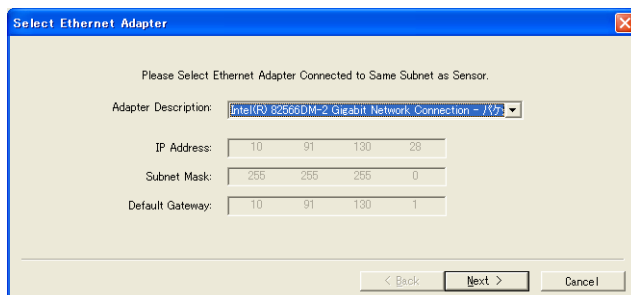 Select Ethernet Adapter
Please Select Ethernet Adapter Connected to Same Subnet as Sensor.
Adapter Description: Intel(R) 82566DM-2 Gigabit Network Connection - パケ
IP Address: 10 91 130 28
Subnet Mask: 255 255 255 0
Default Gateway: 10 91 130 1
< Back Next > Cancel